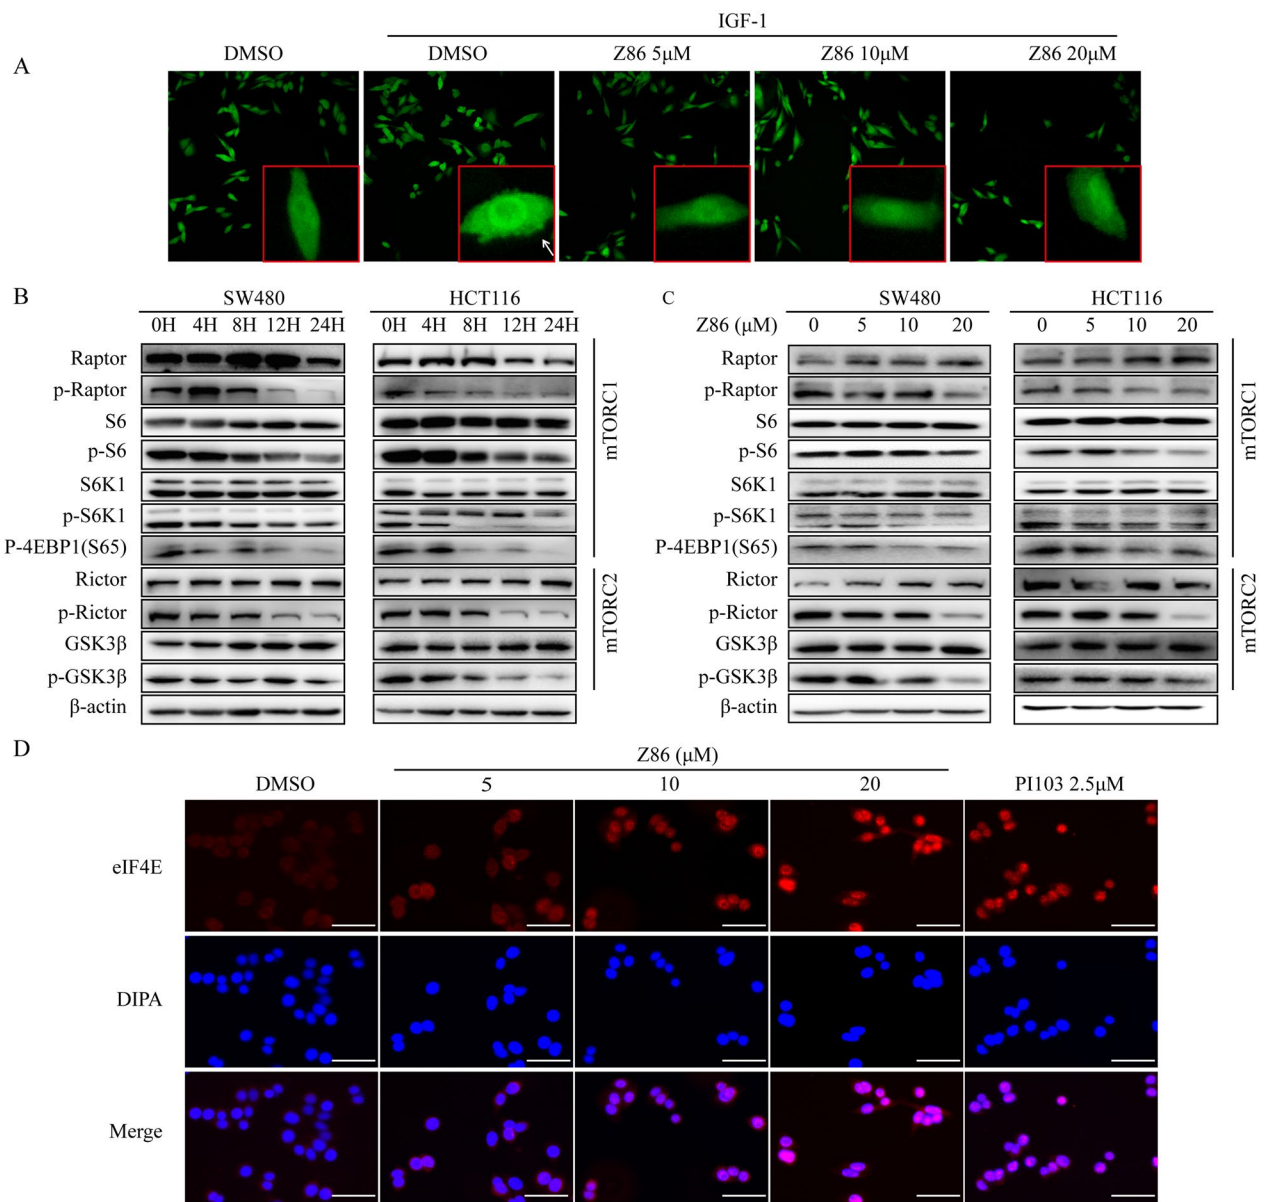 IGF-1
DMSO DMSO Z86 5μM Z86 10μM Z86 20μM
A
B SW480 HCT116
0H 4H 8H 12H 24H 0H 4H 8H 12H 24H
Raptor
p-Raptor
S6
p-S6
S6K1
p-S6K1
P-4EBP1(S65)
Rictor
p-Rictor
GSK3β
p-GSK3β
β-actin
mTORC1
mTORC2
C SW480 HCT116
Z86 (μM) 0 5 10 20 0 5 10 20
Raptor
p-Raptor
S6
p-S6
S6K1
p-S6K1
P-4EBP1(S65)
Rictor
p-Rictor
GSK3β
p-GSK3β
β-actin
mTORC1
mTORC2
D
Z86 (μM)
DMSO 5 10 20 PI103 2.5μM
eIF4E
DIPA
Merge